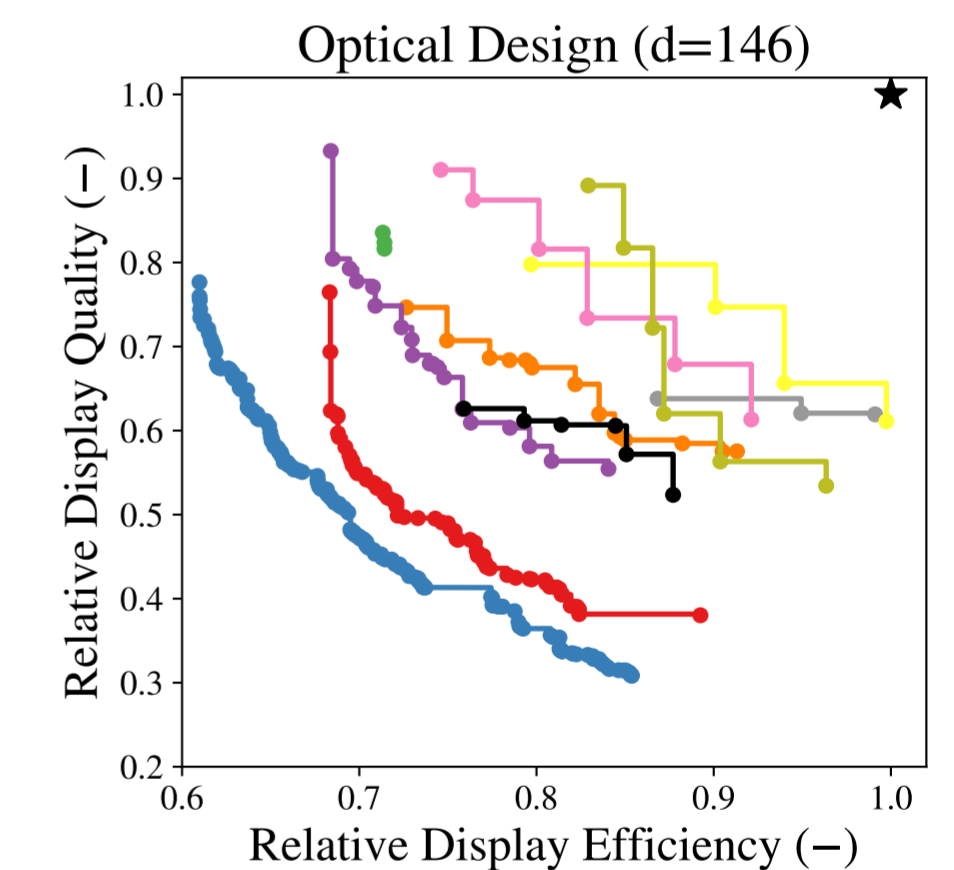 Optical Design (d=146)
Relative Display Quality (−)
1.0
0.9
0.8
0.7
0.6
0.5
0.4
0.3
0.2
0.6 0.7 0.8 0.9 1.0
Relative Display Efficiency (−)